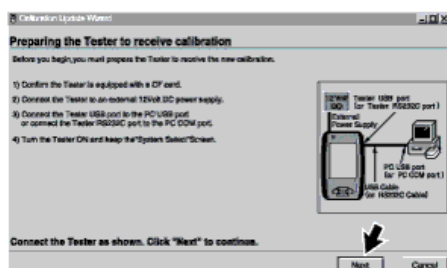 Calibration Update Wizard
Preparing the Tester to receive calibration
Before you begin, you must prepare the Tester to receive the new calibration.
1) Confirm the Tester is equipped with a CF card.
2) Connect the Tester to an external 12Volt DC power supply.
3) Connect the Tester USB port to the PC USB port
or connect the Tester RS232C port to the PC COM port.
4) Turn the Tester ON and keep the "System Select" Screen.
12Volt
DC
External
Power Supply
Tester USB port
(or Tester RS232C port)
PC USB port
(or PC COM port)
USB Cable
(or RS232C Cable)
Connect the Tester as shown. Click "Next" to continue.
Next
Cancel